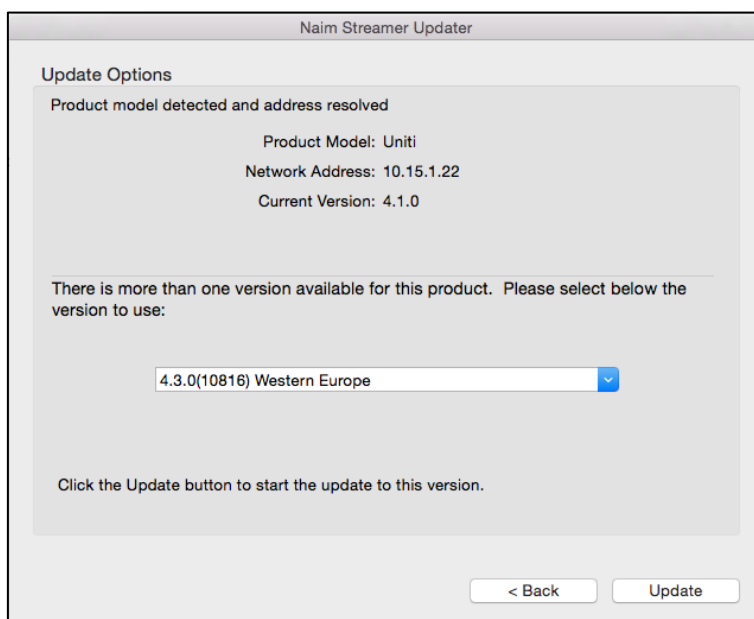 Naim Streamer Updater
Update Options
Product model detected and address resolved
Product Model: Uniti
Network Address: 10.15.1.22
Current Version: 4.1.0
There is more than one version available for this product.  Please select below the
version to use:
4.3.0(10816) Western Europe
Click the Update button to start the update to this version.
< Back
Update